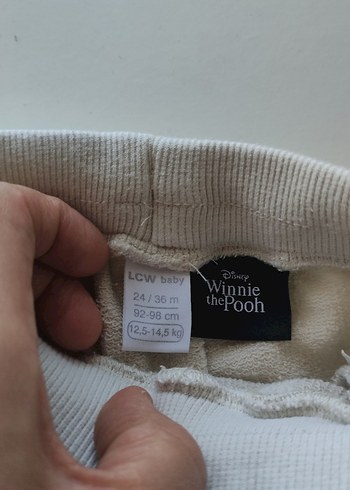 LCW baby
24 / 36 m
92-98 cm
12,5-14,5 kg
Disney
Winnie
the Pooh